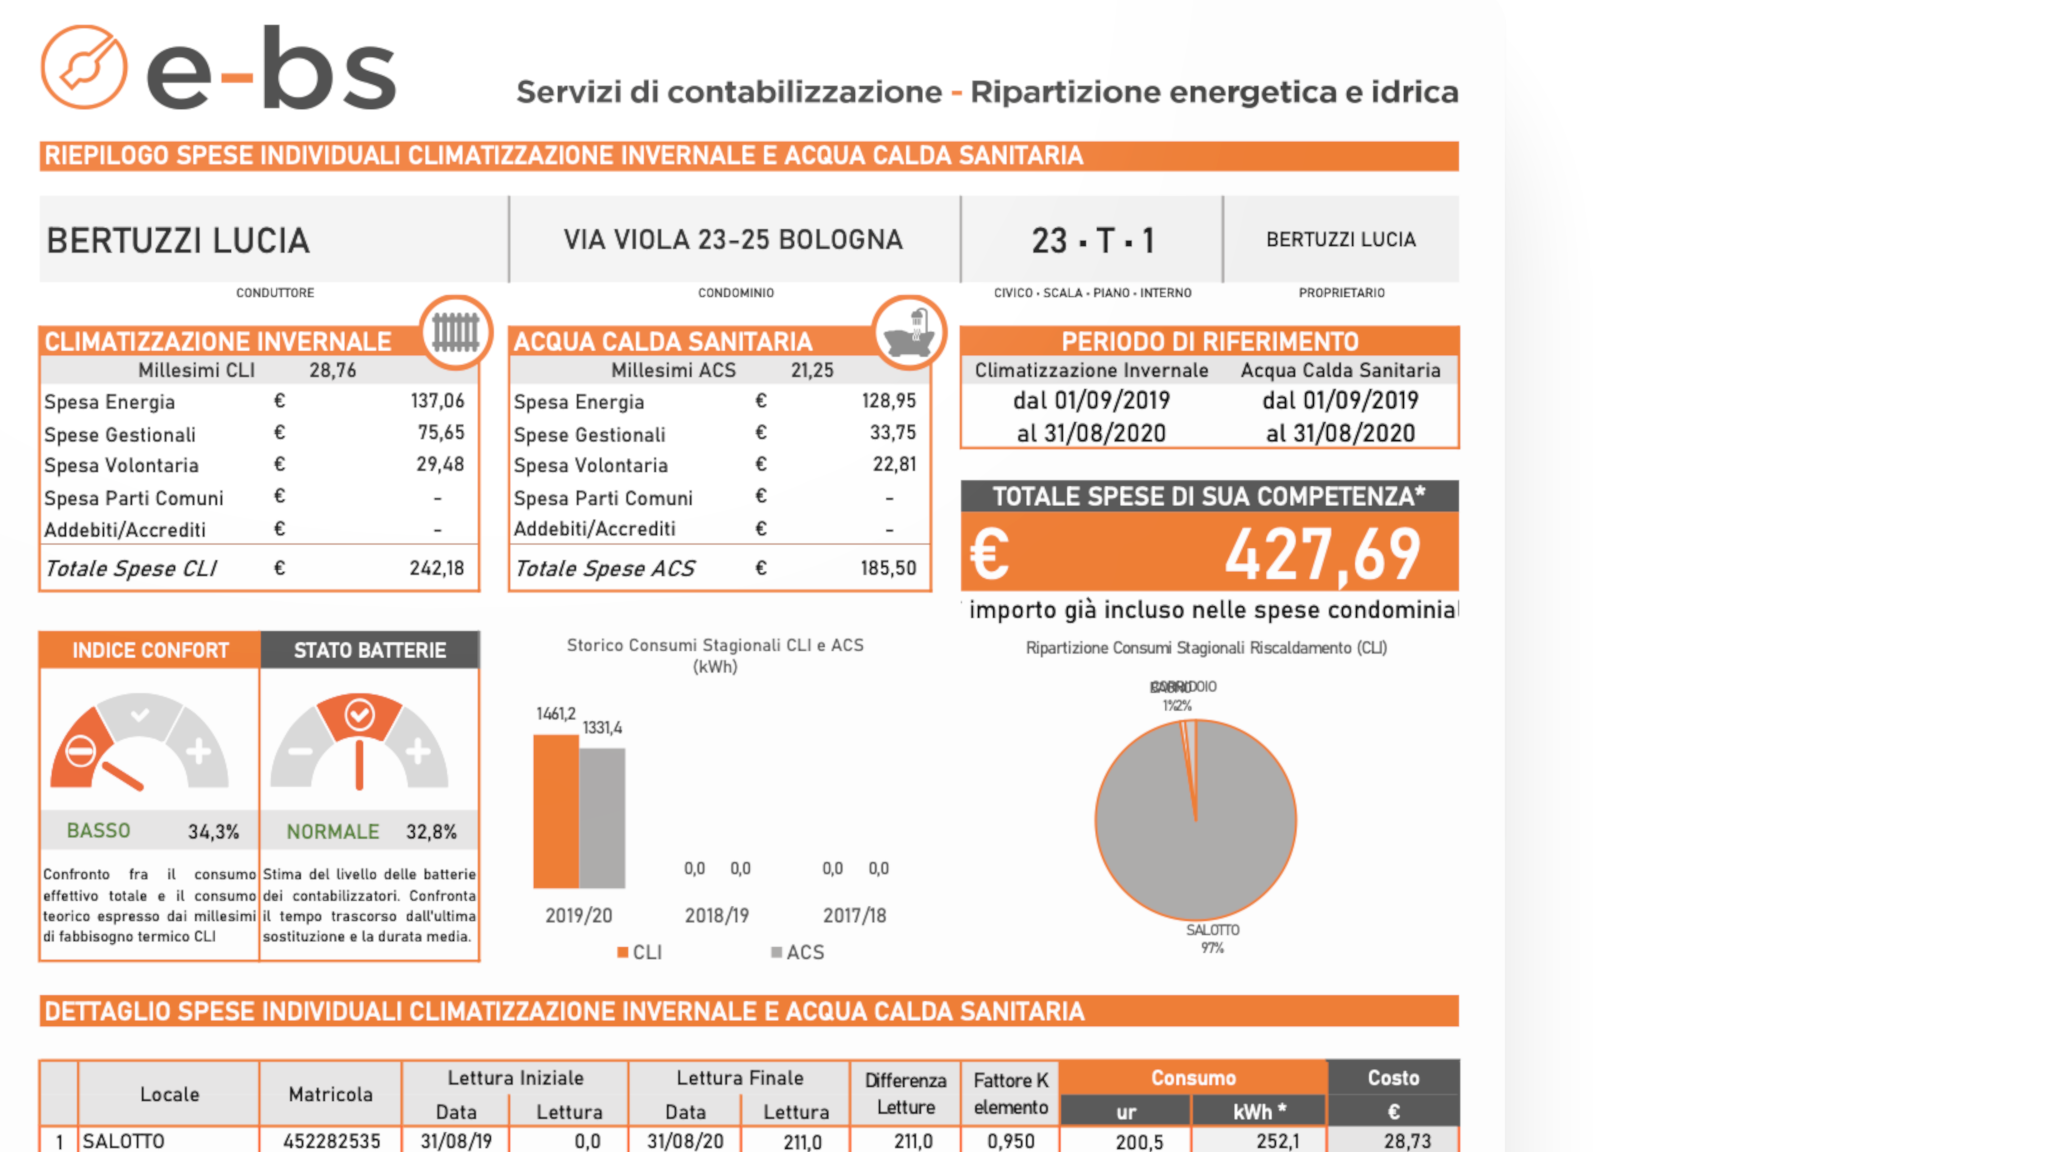 e-bs
Servizi di contabilizzazione - Ripartizione energetica e idrica
RIEPILOGO SPESE INDIVIDUALI CLIMATIZZAZIONE INVERNALE E ACQUA CALDA SANITARIA
BERTUZZI LUCIA
VIA VIOLA 23-25 BOLOGNA
23 · T · 1
BERTUZZI LUCIA
CONDUTTORE
CONDOMINIO
CIVICO • SCALA • PIANO • INTERNO
PROPRIETARIO
CLIMATIZZAZIONE INVERNALE
Millesimi CLI 28,76
Spesa Energia € 137,06
Spese Gestionali € 75,65
Spesa Volontaria € 29,48
Spesa Parti Comuni € -
Addebiti/Accrediti € -
Totale Spese CLI € 242,18
ACQUA CALDA SANITARIA
Millesimi ACS 21,25
Spesa Energia € 128,95
Spese Gestionali € 33,75
Spesa Volontaria € 22,81
Spesa Parti Comuni € -
Addebiti/Accrediti € -
Totale Spese ACS € 185,50
PERIODO DI RIFERIMENTO
Climatizzazione Invernale Acqua Calda Sanitaria
dal 01/09/2019 dal 01/09/2019
al 31/08/2020 al 31/08/2020
TOTALE SPESE DI SUA COMPETENZA*
€ 427,69
importo già incluso nelle spese condominial
INDICE CONFORT
BASSO 34,3%
Confronto fra il consumo
effettivo totale e il consumo
teorico espresso dai millesimi
di fabbisogno termico CLI
STATO BATTERIE
NORMALE 32,8%
Stima del livello delle batterie
dei contabilizzatori. Confronta
il tempo trascorso dall'ultima
sostituzione e la durata media.
Storico Consumi Stagionali CLI e ACS
(kWh)
1461,2
1331,4
0,0 0,0 0,0 0,0
2019/20 2018/19 2017/18
CLI ACS
Ripartizione Consumi Stagionali Riscaldamento (CLI)
CORRIDOIO
1% 2%
SALOTTO
97%
DETTAGLIO SPESE INDIVIDUALI CLIMATIZZAZIONE INVERNALE E ACQUA CALDA SANITARIA
Locale Matricola Lettura Iniziale Lettura Finale Differenza Letture Fattore K elemento Consumo Costo
Data Lettura Data Lettura ur kWh * €
1 SALOTTO 452282535 31/08/19 0,0 31/08/20 211,0 211,0 0,950 200,5 252,1 28,73